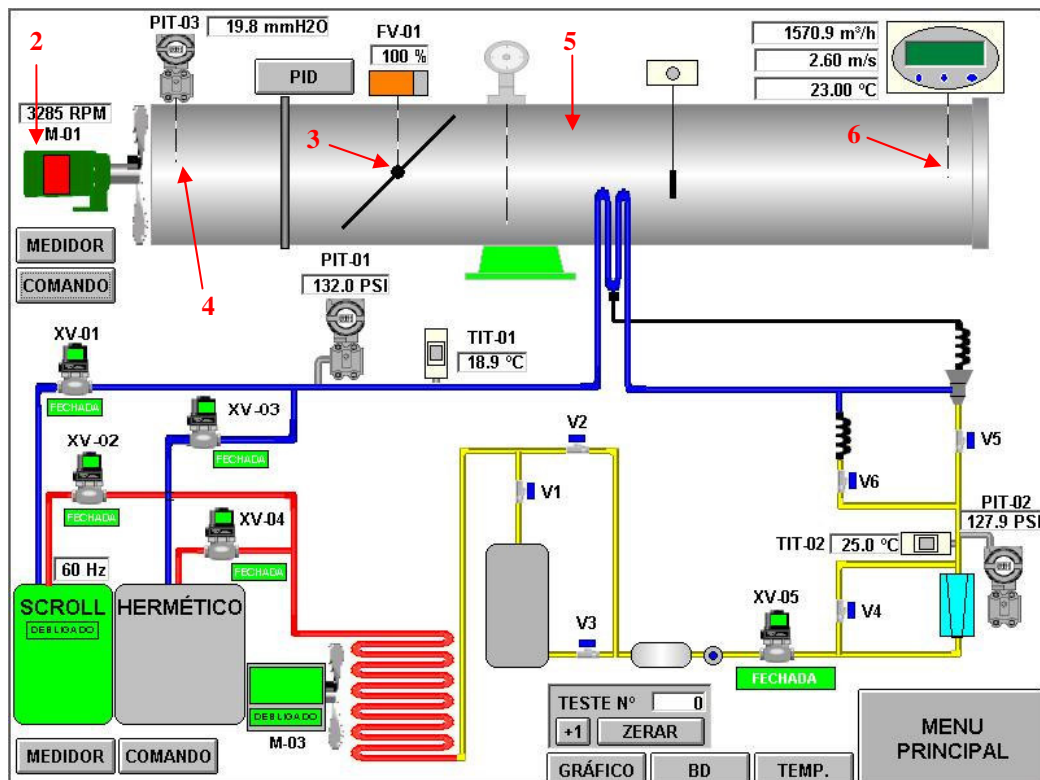 2
PIT-03
19.8 mmH2O
FV-01
100 %
5
1570.9 m³/h
2.60 m/s
23.00 °C
PID
3285 RPM
M-01
3
6
4
MEDIDOR
COMANDO
PIT-01
132.0 PSI
XV-01
FECHADA
TIT-01
18.9 °C
XV-03
FECHADA
XV-02
FECHADA
V2
V1
V5
V6
XV-04
FECHADA
PIT-02
127.9 PSI
TIT-02
25.0 °C
60 Hz
SCROLL
DESLIGADO
HERMÉTICO
XV-05
FECHADA
V4
V3
DESLIGADO
M-03
TESTE Nº
0
+1
ZERAR
MENU
PRINCIPAL
MEDIDOR
COMANDO
GRÁFICO
BD
TEMP.